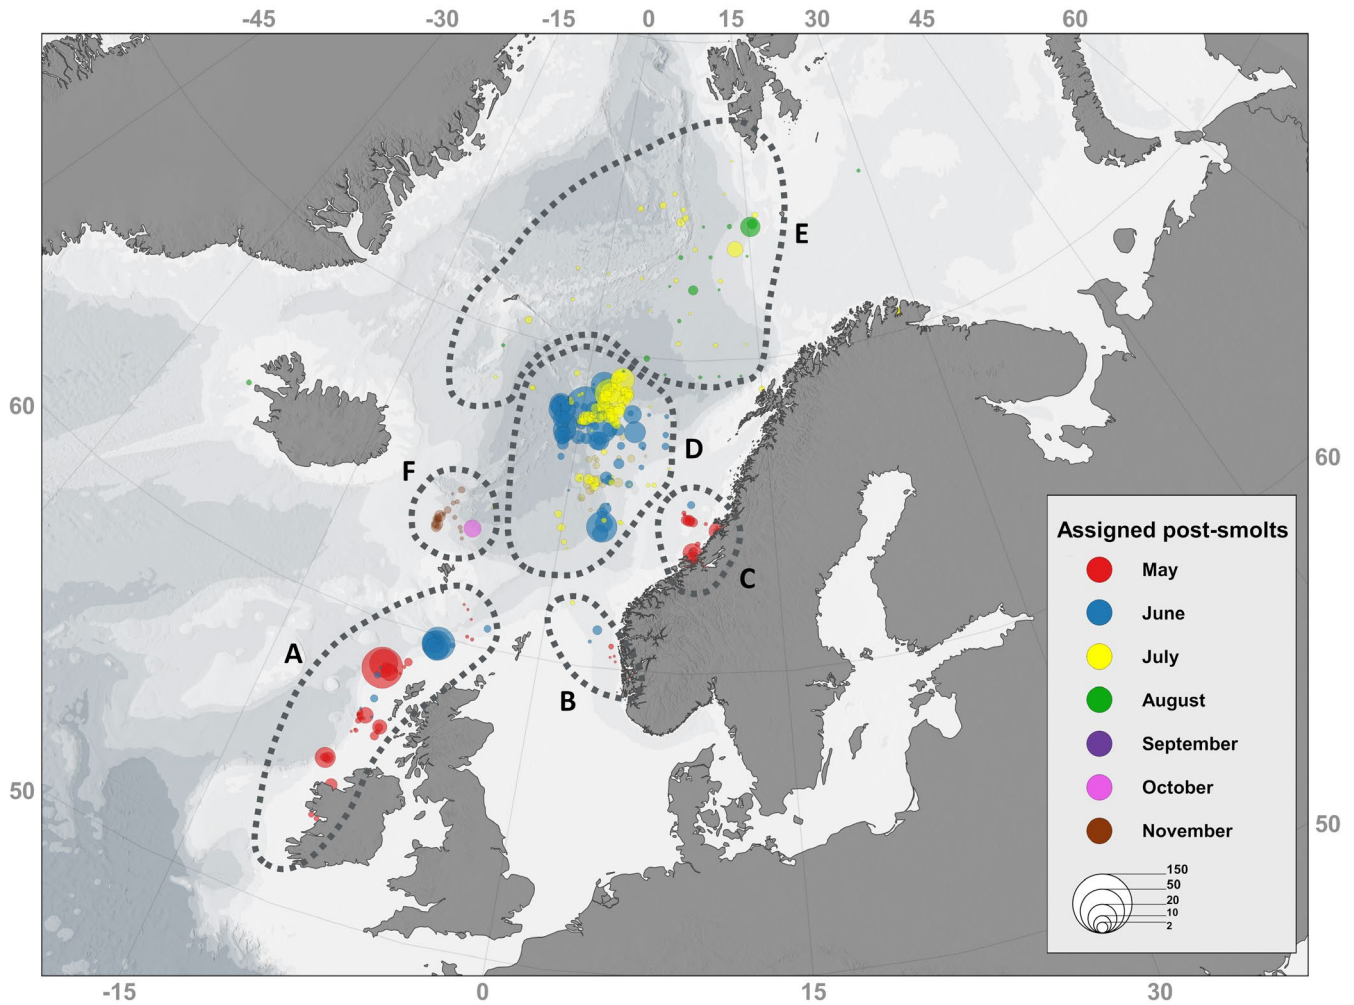 -45 -30 -15 0 15 30 45 60
E
60
D
F
60
C
A
B
50
50
-15 0 15 30
Assigned post-smolts
May
June
July
August
September
October
November
150
50
20
10
2